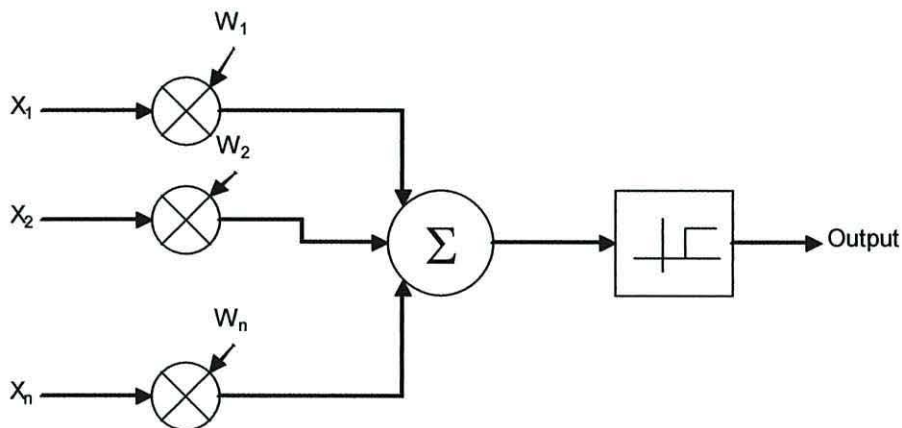 W₁
X₁
W₂
X₂
Σ
Output
Wₙ
Xₙ